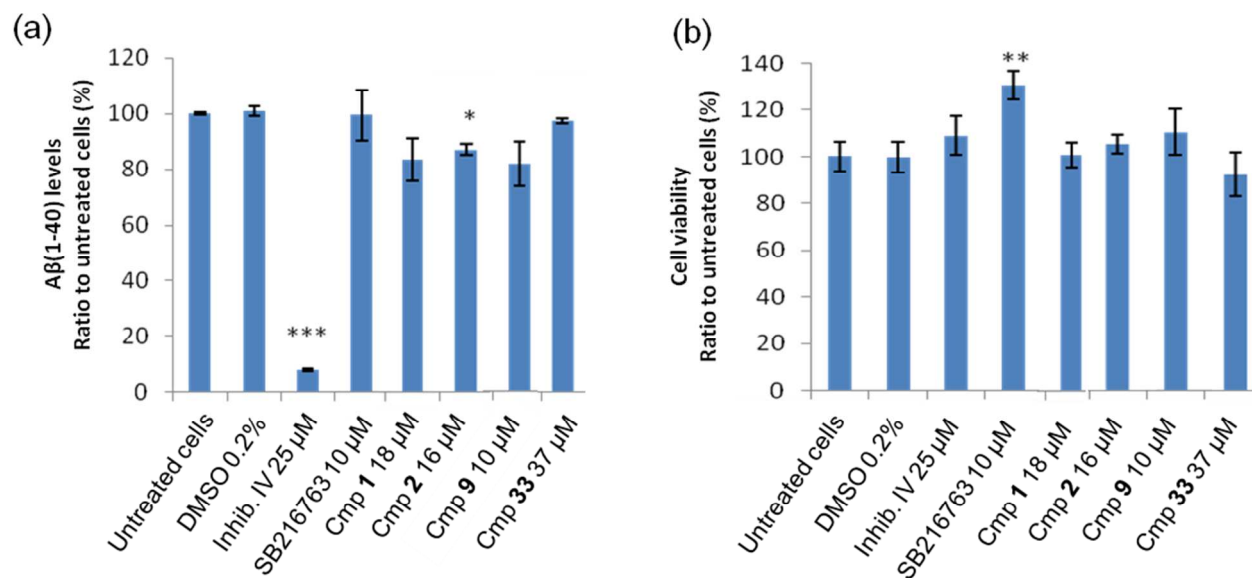 (a)
Aβ(1-40) levels
Ratio to untreated cells (%)
120
100
80
60
40
20
0
*
***
Untreated cells
DMSO 0.2%
Inhib. IV 25 µM
SB216763 10 µM
Cmp 1 18 µM
Cmp 2 16 µM
Cmp 9 10 µM
Cmp 33 37 µM
(b)
Cell viability
Ratio to untreated cells (%)
140
120
100
80
60
40
20
0
**
Untreated cells
DMSO 0.2%
Inhib. IV 25 µM
SB216763 10 µM
Cmp 1 18 µM
Cmp 2 16 µM
Cmp 9 10 µM
Cmp 33 37 µM